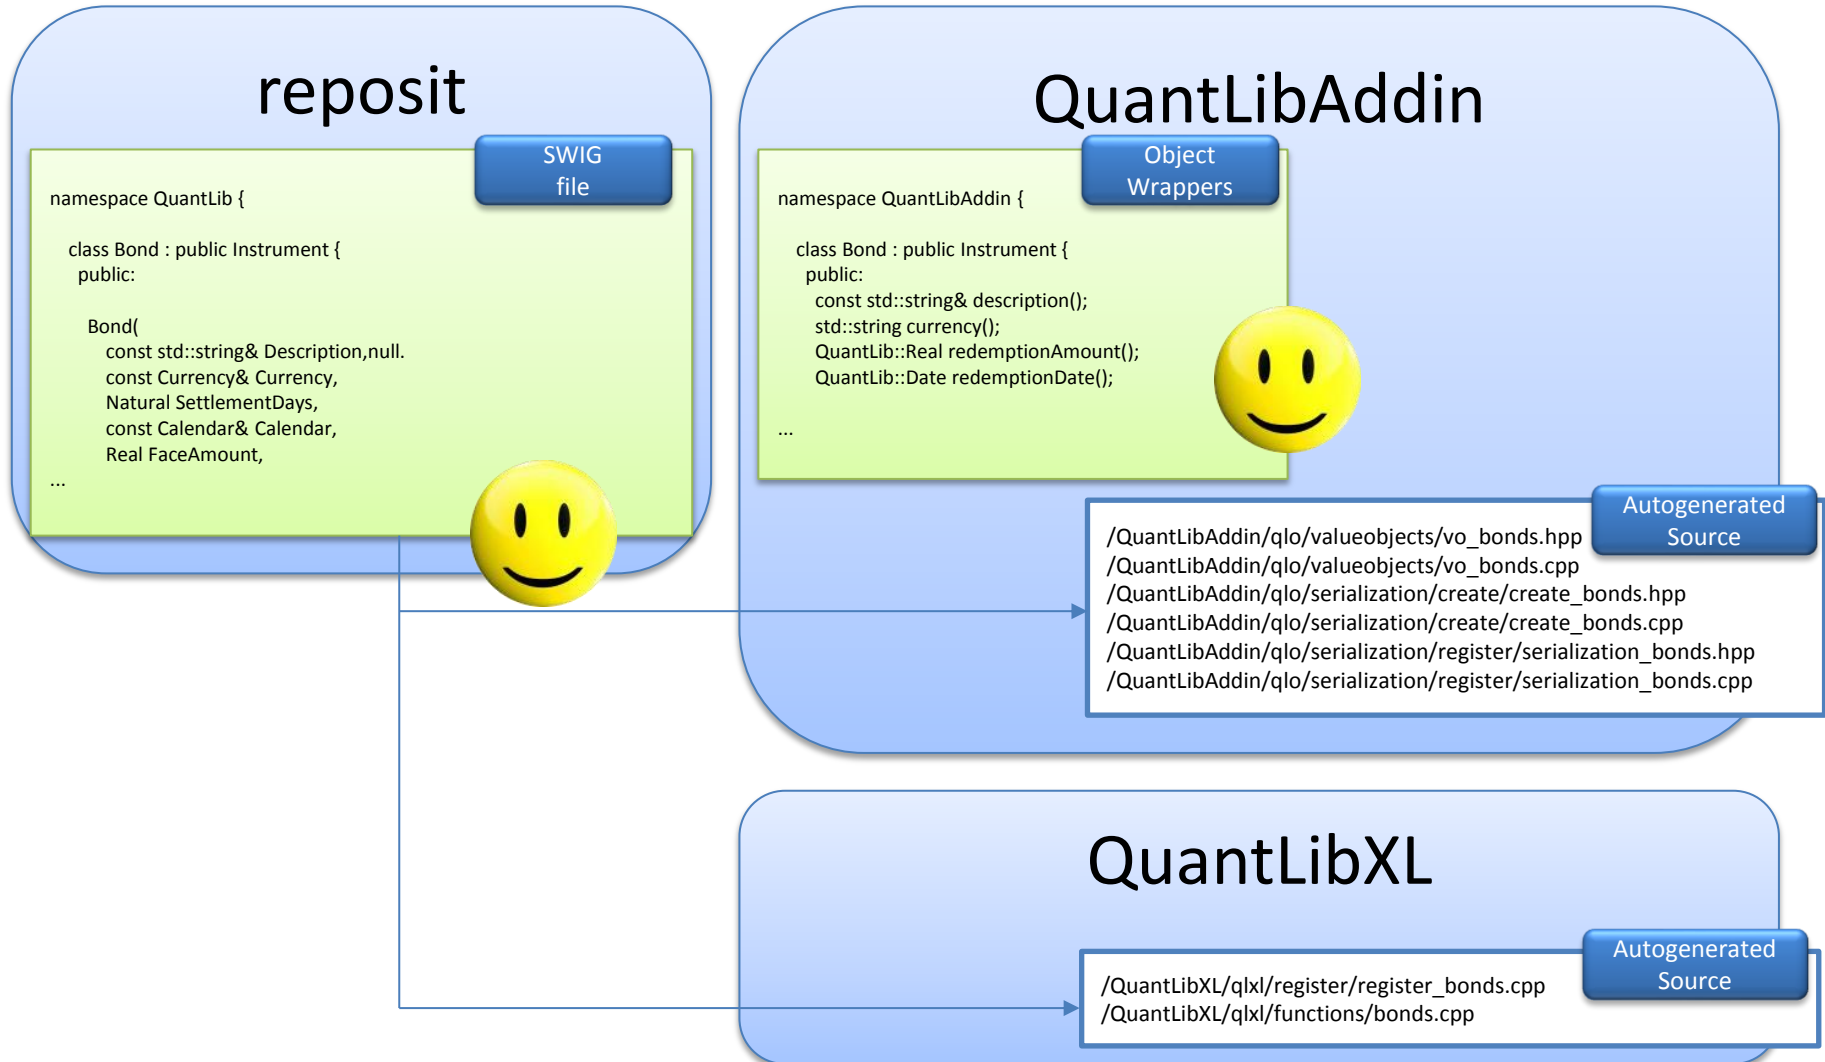 reposit
SWIG
file
namespace QuantLib {
class Bond : public Instrument {
public:
Bond(
const std::string& Description,null.
const Currency& Currency,
Natural SettlementDays,
const Calendar& Calendar,
Real FaceAmount,
...
QuantLibAddin
Object
Wrappers
namespace QuantLibAddin {
class Bond : public Instrument {
public:
const std::string& description();
std::string currency();
QuantLib::Real redemptionAmount();
QuantLib::Date redemptionDate();
...
Autogenerated
Source
/QuantLibAddin/qlo/valueobjects/vo_bonds.hpp
/QuantLibAddin/qlo/valueobjects/vo_bonds.cpp
/QuantLibAddin/qlo/serialization/create/create_bonds.hpp
/QuantLibAddin/qlo/serialization/create/create_bonds.cpp
/QuantLibAddin/qlo/serialization/register/serialization_bonds.hpp
/QuantLibAddin/qlo/serialization/register/serialization_bonds.cpp
QuantLibXL
Autogenerated
Source
/QuantLibXL/qlxl/register/register_bonds.cpp
/QuantLibXL/qlxl/functions/bonds.cpp